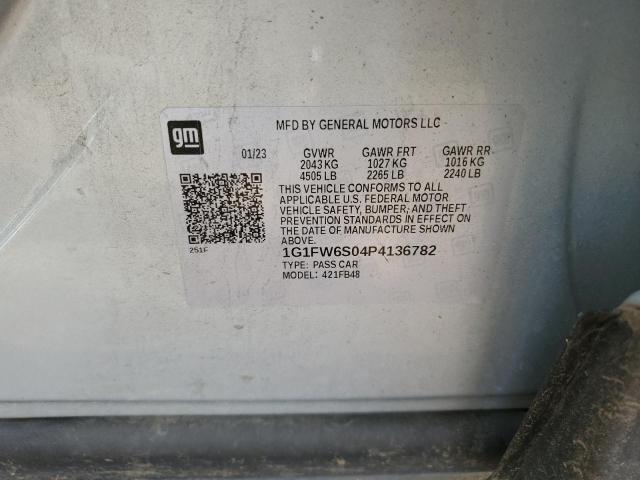 gm
MFD BY GENERAL MOTORS LLC
01/23 GVWR GAWR FRT GAWR RR
2043 KG 1027 KG 1016 KG
4505 LB 2265 LB 2240 LB
THIS VEHICLE CONFORMS TO ALL
APPLICABLE U.S. FEDERAL MOTOR
VEHICLE SAFETY, BUMPER, AND THEFT
PREVENTION STANDARDS IN EFFECT ON
THE DATE OF MANUFACTURE SHOWN
ABOVE.
251F
1G1FW6S04P4136782
TYPE: PASS CAR
MODEL: 421FB48